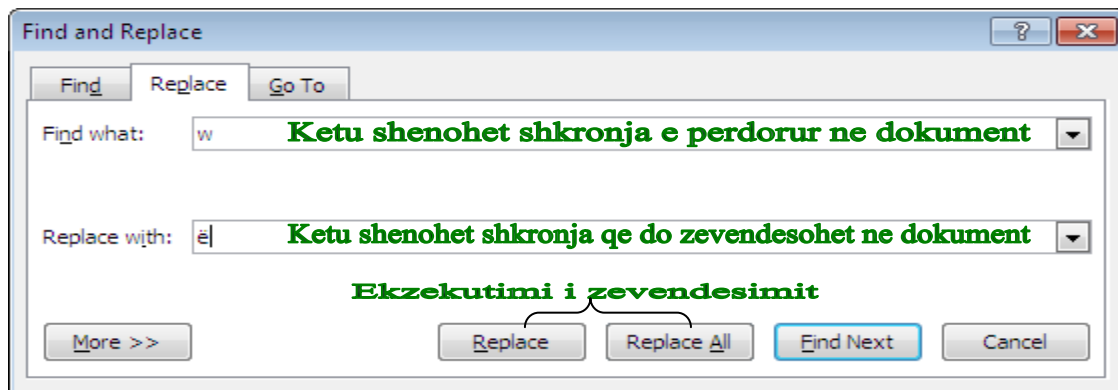 Find and Replace
Find Replace Go To
Find what: w Ketu shenohet shkronja e perdorur ne dokument
Replace with: ë Ketu shenohet shkronja qe do zevendesohet ne dokument
Ekzekutimi i zevendesimit
More >> Replace Replace All Find Next Cancel